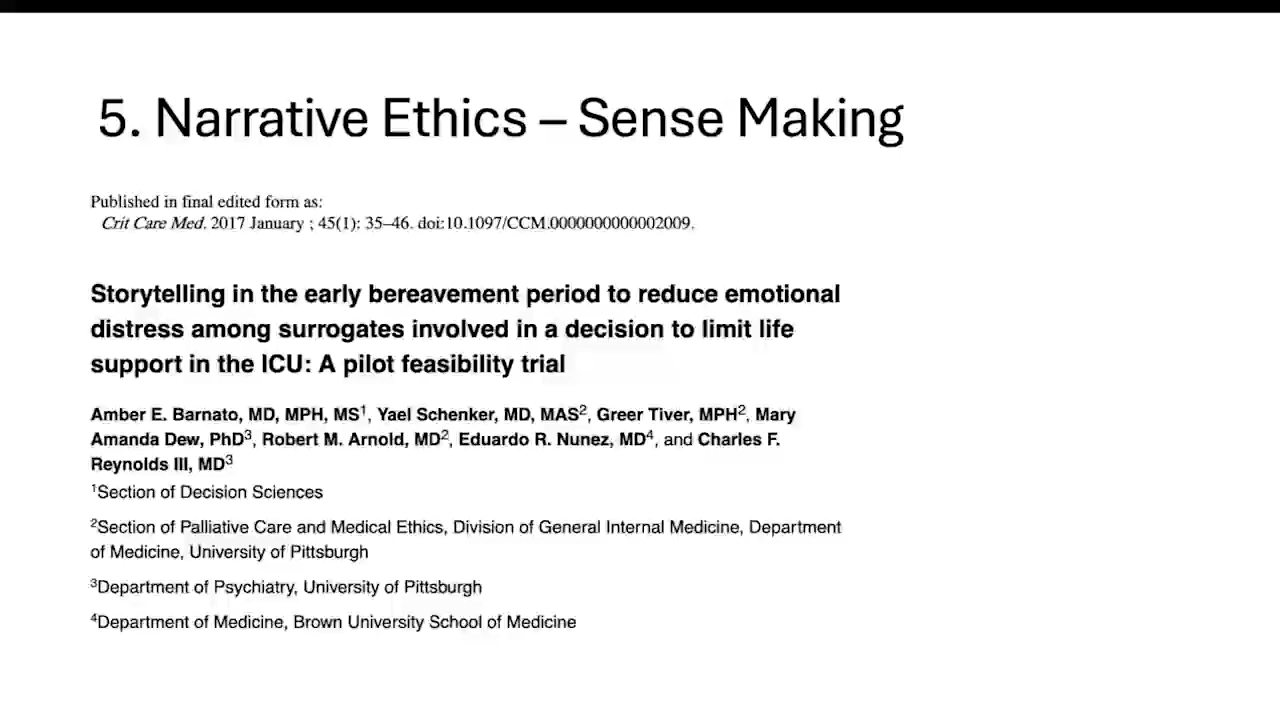 5. Narrative Ethics – Sense Making
Published in final edited form as:
Crit Care Med. 2017 January ; 45(1): 35–46. doi:10.1097/CCM.0000000000002009.
Storytelling in the early bereavement period to reduce emotional
distress among surrogates involved in a decision to limit life
support in the ICU: A pilot feasibility trial
Amber E. Barnato, MD, MPH, MS1, Yael Schenker, MD, MAS2, Greer Tiver, MPH2, Mary
Amanda Dew, PhD3, Robert M. Arnold, MD2, Eduardo R. Nunez, MD4, and Charles F.
Reynolds III, MD3
1Section of Decision Sciences
2Section of Palliative Care and Medical Ethics, Division of General Internal Medicine, Department
of Medicine, University of Pittsburgh
3Department of Psychiatry, University of Pittsburgh
4Department of Medicine, Brown University School of Medicine